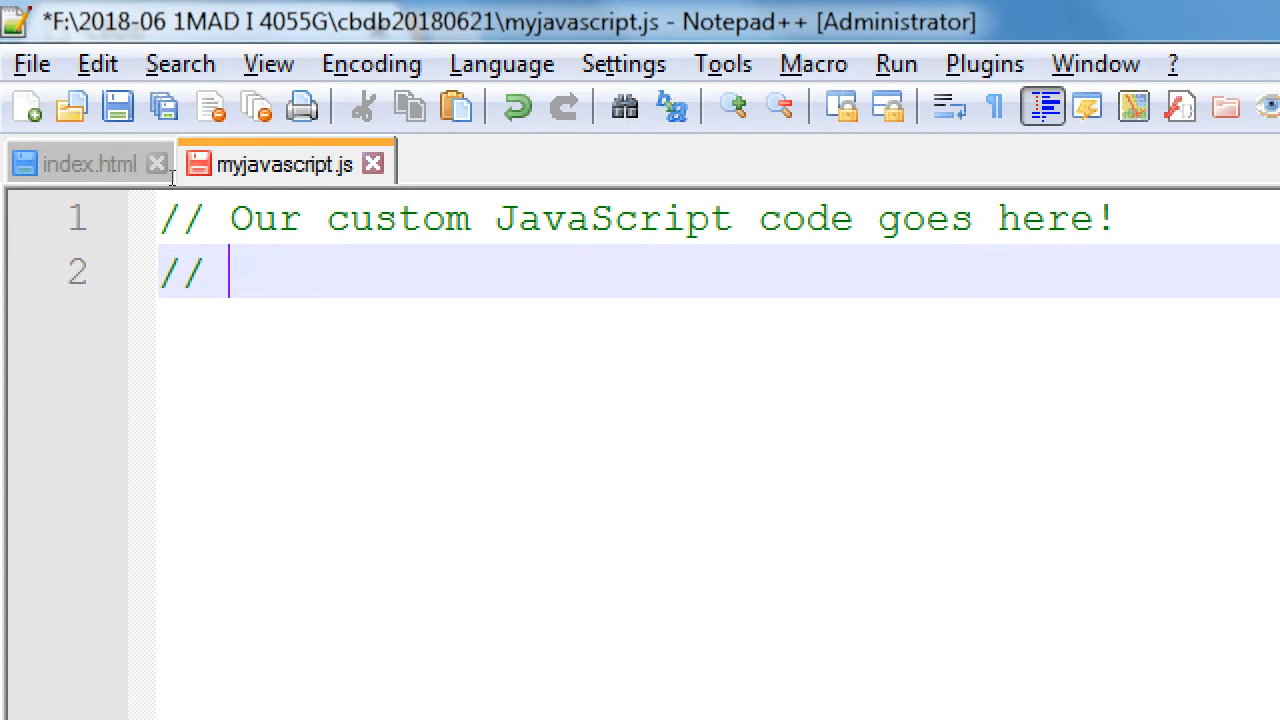 *F:\2018-06 1MAD I 4055G\cbdb20180621\myjavascript.js - Notepad++ [Administrator]
File Edit Search View Encoding Language Settings Tools Macro Run Plugins Window ?
index.html myjavascript.js
1 // Our custom JavaScript code goes here!
2 //